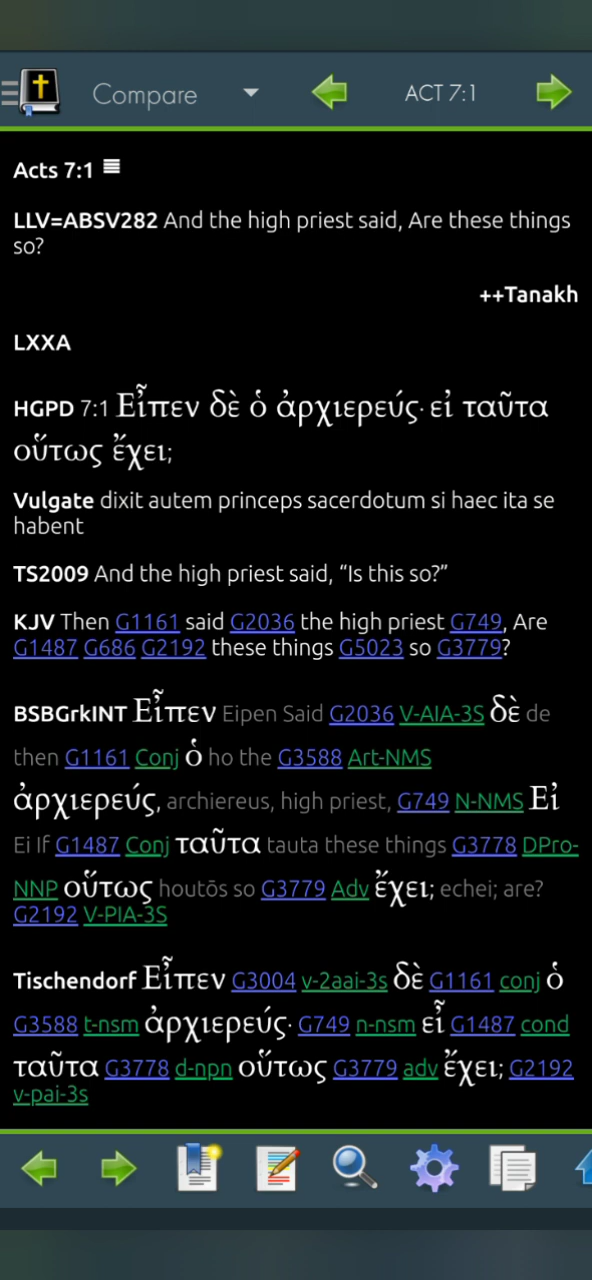 Compare
ACT 7:1
Acts 7:1
LLV=ABSV282 And the high priest said, Are these things
so?
++Tanakh
LXXA
HGPD 7:1 Εἶπεν δὲ ὁ ἀρχιερεύς· εἰ ταῦτα
οὕτως ἔχει;
Vulgate dixit autem princeps sacerdotum si haec ita se
habent
TS2009 And the high priest said, “Is this so?”
KJV Then G1161 said G2036 the high priest G749, Are
G1487 G686 G2192 these things G5023 so G3779?
BSBGrkINT Εἶπεν Eipen Said G2036 V-AIA-3S δὲ de
then G1161 Conj ὁ ho the G3588 Art-NMS
ἀρχιερεύς, archiereus, high priest, G749 N-NMS Εἰ
Ei If G1487 Conj ταῦτα tauta these things G3778 DPro-
NNP οὕτως houtōs so G3779 Adv ἔχει; echei; are?
G2192 V-PIA-3S
Tischendorf Εἶπεν G3004 v-2aai-3s δὲ G1161 conj ὁ
G3588 t-nsm ἀρχιερεύς· G749 n-nsm εἶ G1487 cond
ταῦτα G3778 d-npn οὕτως G3779 adv ἔχει; G2192
v-pai-3s